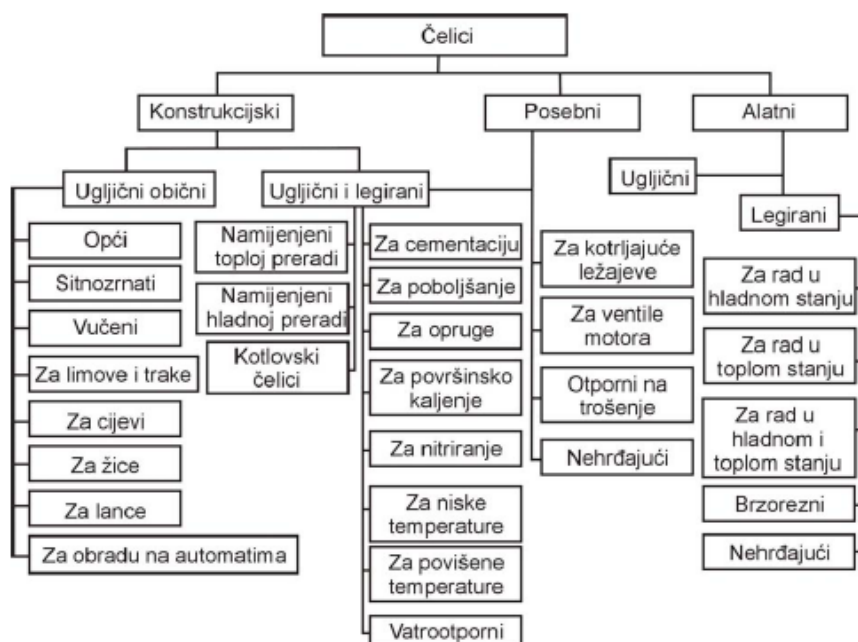 Čelici
Konstrukcijski
Posebni
Alatni
Ugljični obični
Ugljični i legirani
Ugljični
Legirani
Opći
Sitnozrnati
Vučeni
Za limove i trake
Za cijevi
Za žice
Za lance
Za obradu na automatima
Namijenjeni
toploj preradi
Namijenjeni
hladnoj preradi
Kotlovski
čelici
Za cementaciju
Za poboljšanje
Za opruge
Za površinsko
kaljenje
Za nitriranje
Za niske
temperature
Za povišene
temperature
Vatrootporni
Za kotrljajuće
ležajeve
Za ventile
motora
Otporni na
trošenje
Nehrđajući
Za rad u
hladnom stanju
Za rad u
toplom stanju
Za rad u
hladnom i
toplom stanju
Brzorezni
Nehrđajući